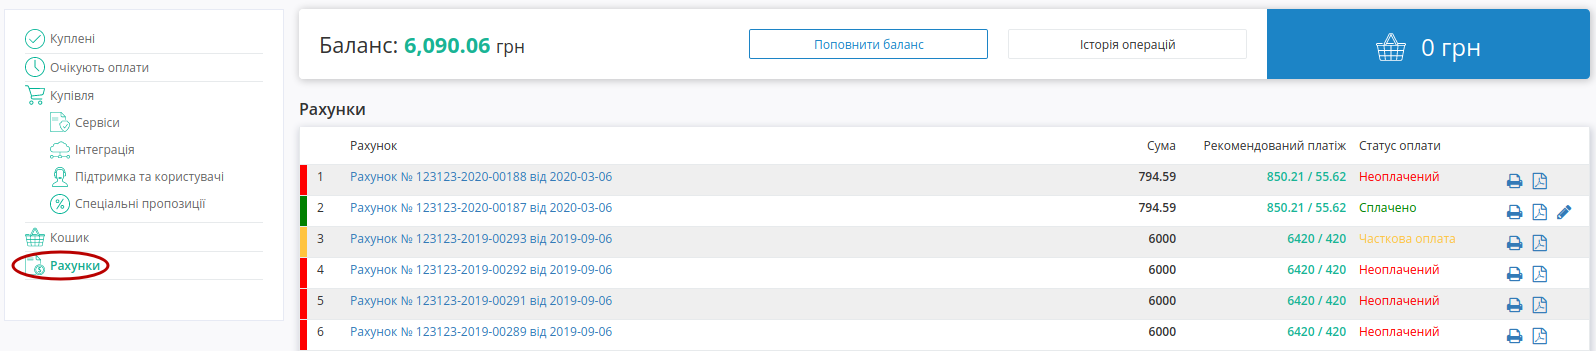 Куплені
Очікують оплати
Купівля
Сервіси
Інтеграція
Підтримка та користувачі
Спеціальні пропозиції
Кошик
Рахунки
Баланс: 6,090.06 грн
Поповнити баланс
Історія операцій
0 грн
Рахунки
Рахунок Сума Рекомендований платіж Статус оплати
1 Рахунок № 123123-2020-00188 від 2020-03-06 794.59 850.21 / 55.62 Неоплачений
2 Рахунок № 123123-2020-00187 від 2020-03-06 794.59 850.21 / 55.62 Сплачено
3 Рахунок № 123123-2019-00293 від 2019-09-06 6000 6420 / 420 Часткова оплата
4 Рахунок № 123123-2019-00292 від 2019-09-06 6000 6420 / 420 Неоплачений
5 Рахунок № 123123-2019-00291 від 2019-09-06 6000 6420 / 420 Неоплачений
6 Рахунок № 123123-2019-00289 від 2019-09-06 6000 6420 / 420 Неоплачений